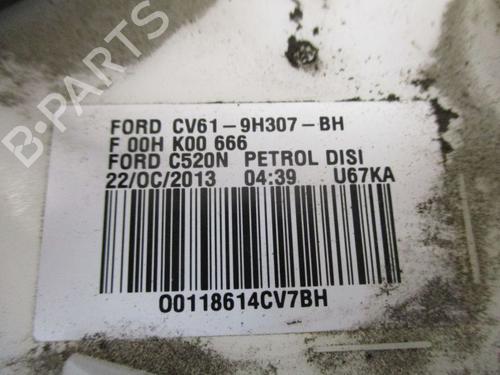 B-PARTS
FORD CV61-9H307-BH
F 00H K00 666
FORD C520N PETROL DISI
22/OC/2013 04:39 U67KA
00118614CV7BH